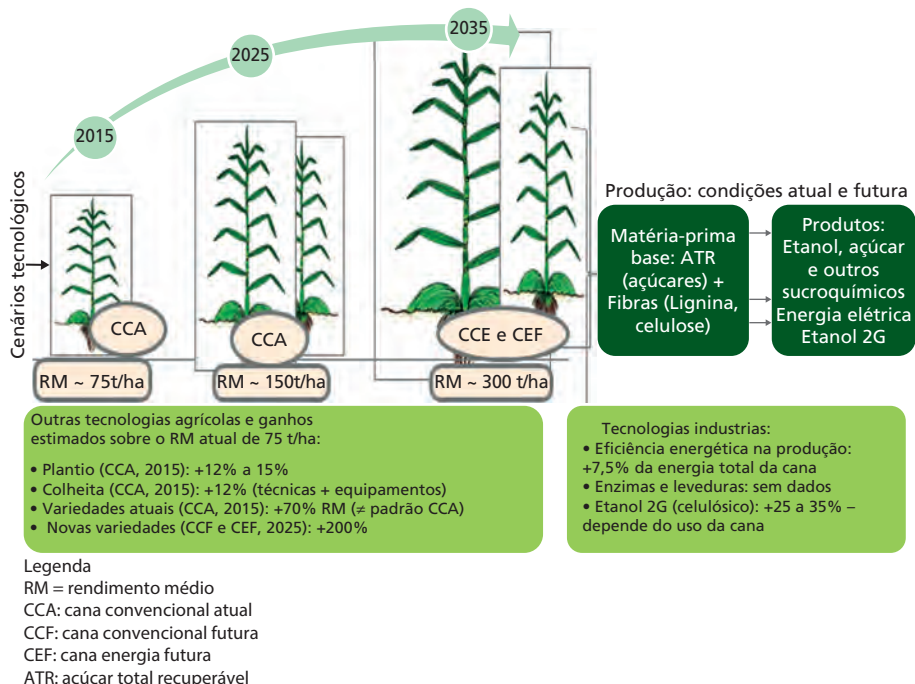 2015
2025
2035
Cenários tecnológicos
CCA
CCA
CCE e CEF
RM ~ 75t/ha
RM ~ 150t/ha
RM ~ 300 t/ha
Produção: condições atual e futura
Matéria-prima
base: ATR
(açúcares) +
Fibras (Lignina,
celulose)
Produtos:
Etanol, açúcar
e outros
sucroquímicos
Energia elétrica
Etanol 2G
Outras tecnologias agrícolas e ganhos
estimados sobre o RM atual de 75 t/ha:
• Plantio (CCA, 2015): +12% a 15%
• Colheita (CCA, 2015): +12% (técnicas + equipamentos)
• Variedades atuais (CCA, 2015): +70% RM (≠ padrão CCA)
• Novas variedades (CCF e CEF, 2025): +200%
Tecnologias industries:
• Eficiência energética na produção:
+7,5% da energia total da cana
• Enzimas e leveduras: sem dados
• Etanol 2G (celulósico): +25 a 35% –
depende do uso da cana
Legenda
RM = rendimento médio
CCA: cana convencional atual
CCF: cana convencional futura
CEF: cana energia futura
ATR: açúcar total recuperável